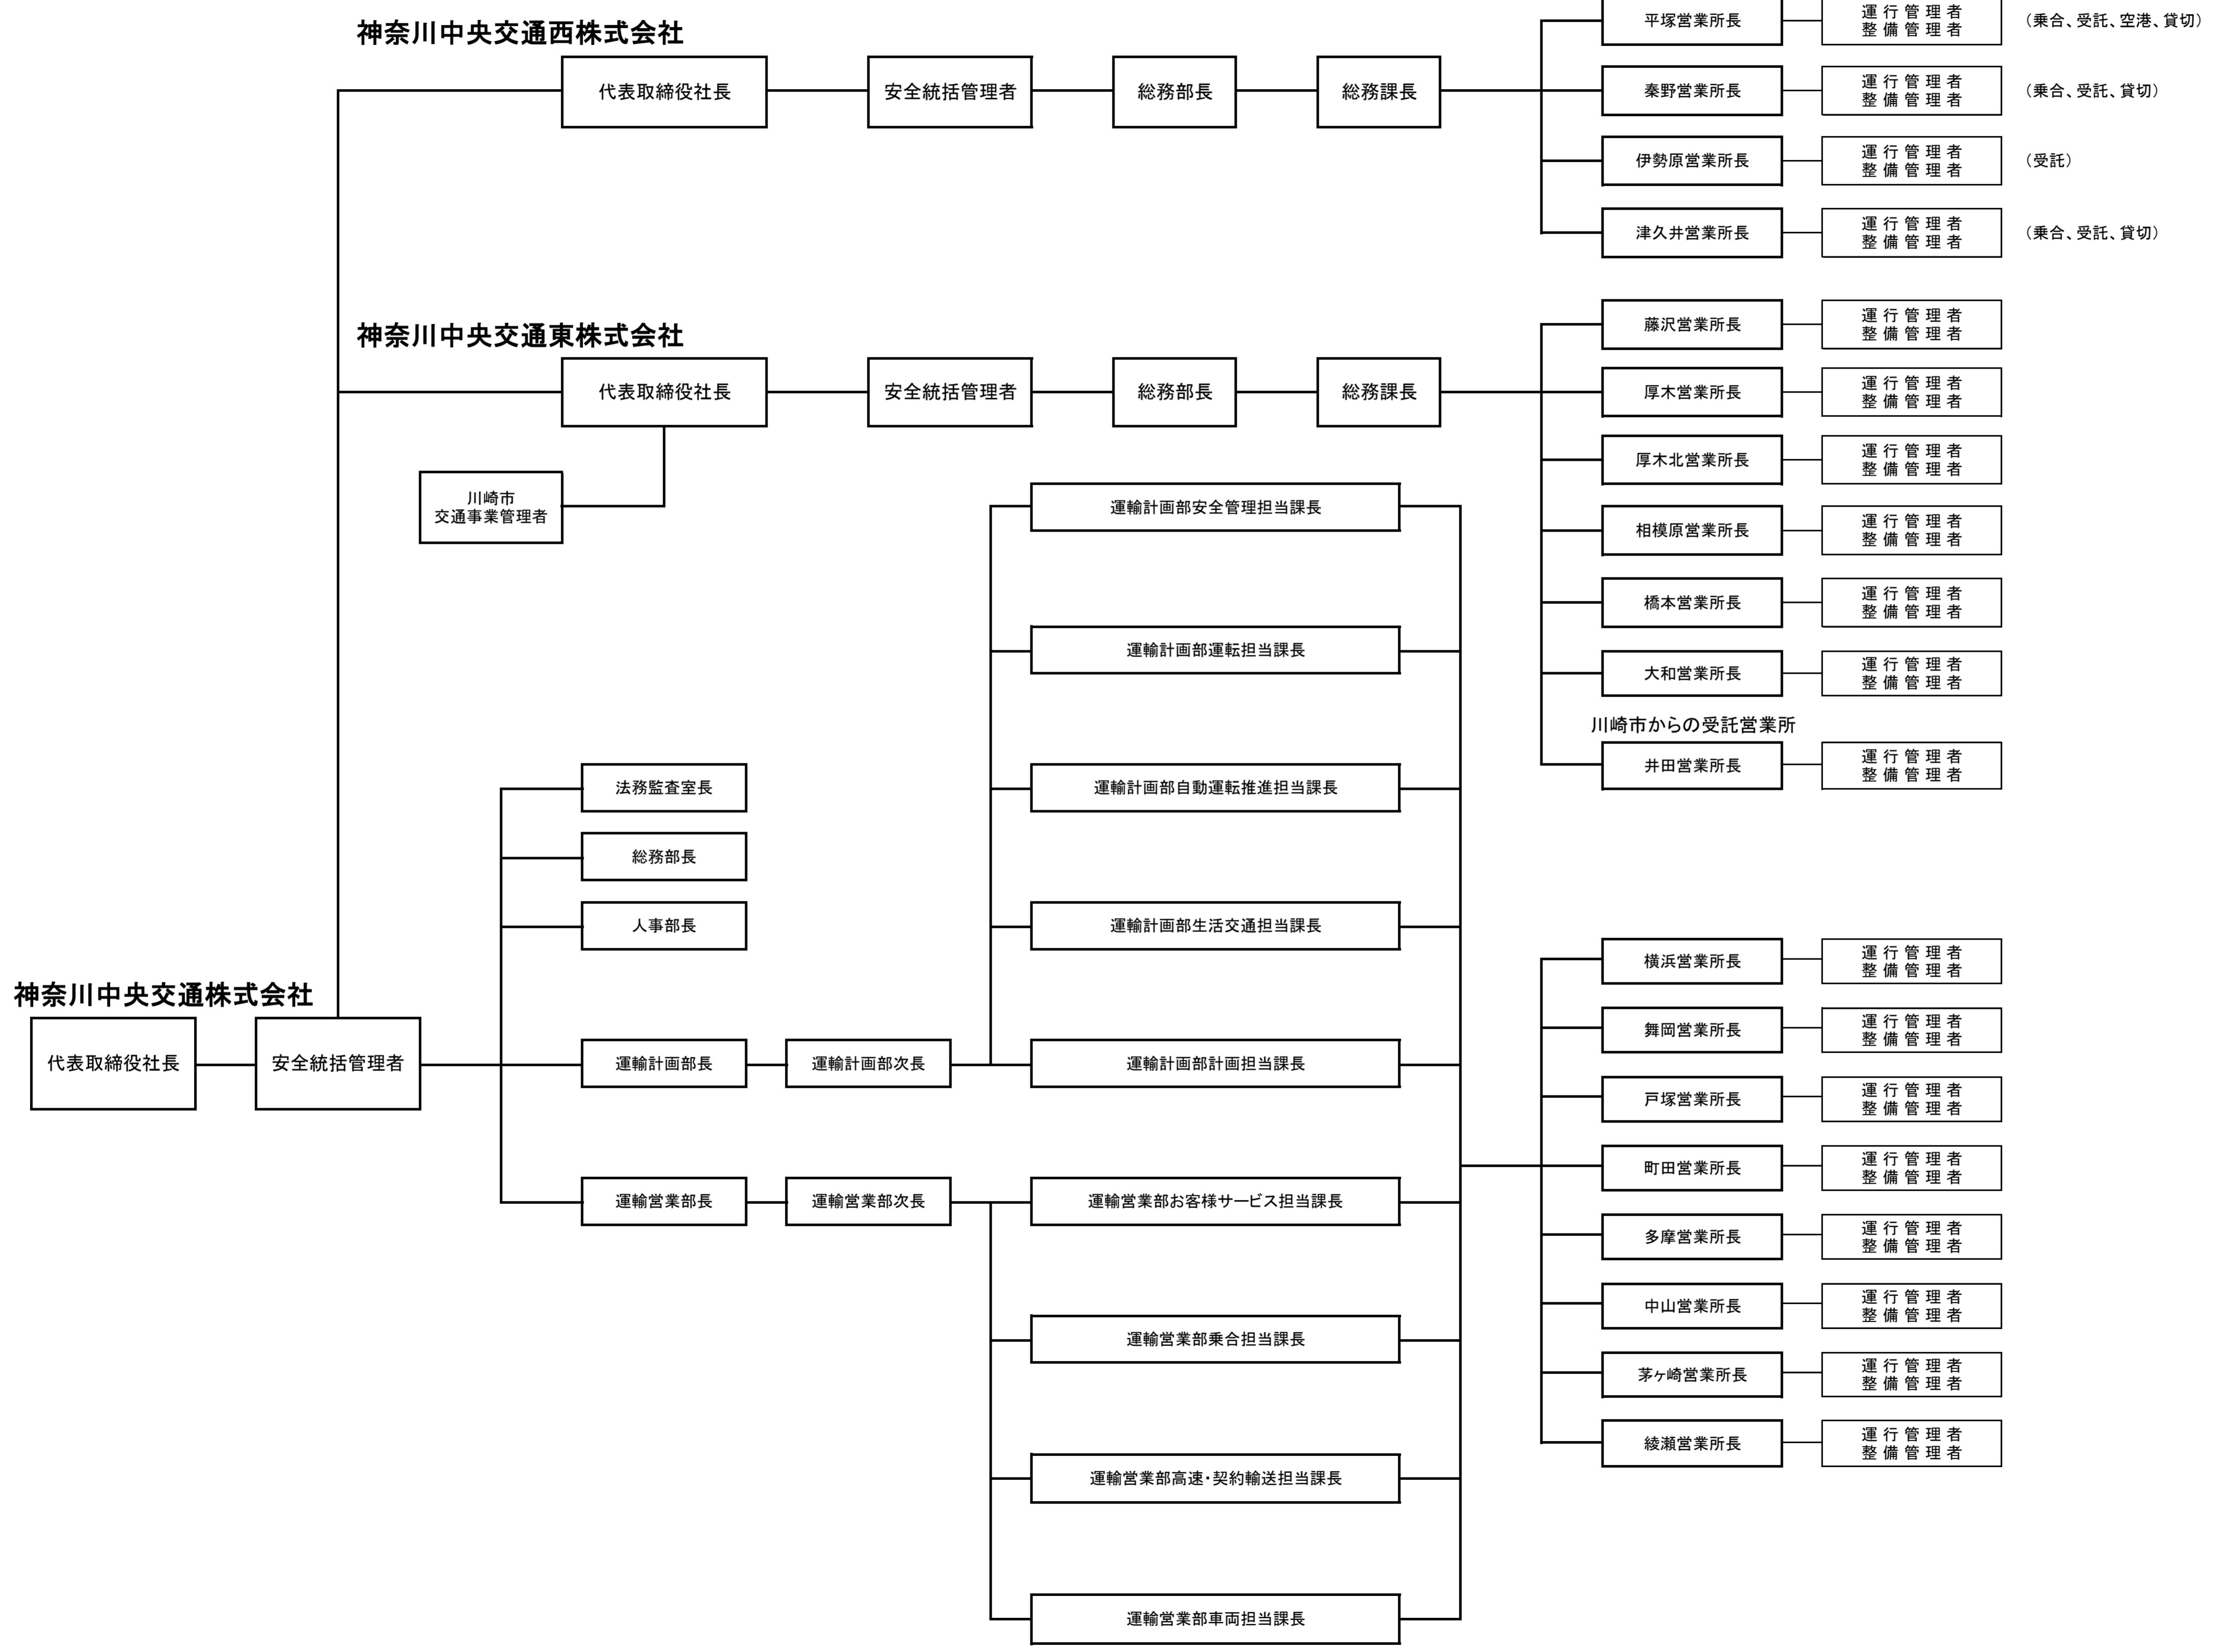 神奈川中央交通西株式会社
代表取締役社長
安全統括管理者
総務部長
総務課長
平塚営業所長
運行管理者
整備管理者
（乗合、受託、空港、貸切）
秦野営業所長
運行管理者
整備管理者
（乗合、受託、貸切）
伊勢原営業所長
運行管理者
整備管理者
（受託）
津久井営業所長
運行管理者
整備管理者
（乗合、受託、貸切）
神奈川中央交通東株式会社
代表取締役社長
安全統括管理者
総務部長
総務課長
川崎市
交通事業管理者
藤沢営業所長
運行管理者
整備管理者
厚木営業所長
運行管理者
整備管理者
厚木北営業所長
運行管理者
整備管理者
相模原営業所長
運行管理者
整備管理者
橋本営業所長
運行管理者
整備管理者
大和営業所長
運行管理者
整備管理者
川崎市からの受託営業所
井田営業所長
運行管理者
整備管理者
神奈川中央交通株式会社
代表取締役社長
安全統括管理者
法務監査室長
総務部長
人事部長
運輸計画部長
運輸計画部次長
運輸営業部長
運輸営業部次長
運輸計画部安全管理担当課長
運輸計画部運転担当課長
運輸計画部自動運転推進担当課長
運輸計画部生活交通担当課長
運輸計画部計画担当課長
運輸営業部お客様サービス担当課長
運輸営業部乗合担当課長
運輸営業部高速・契約輸送担当課長
運輸営業部車両担当課長
横浜営業所長
運行管理者
整備管理者
舞岡営業所長
運行管理者
整備管理者
戸塚営業所長
運行管理者
整備管理者
町田営業所長
運行管理者
整備管理者
多摩営業所長
運行管理者
整備管理者
中山営業所長
運行管理者
整備管理者
茅ヶ崎営業所長
運行管理者
整備管理者
綾瀬営業所長
運行管理者
整備管理者